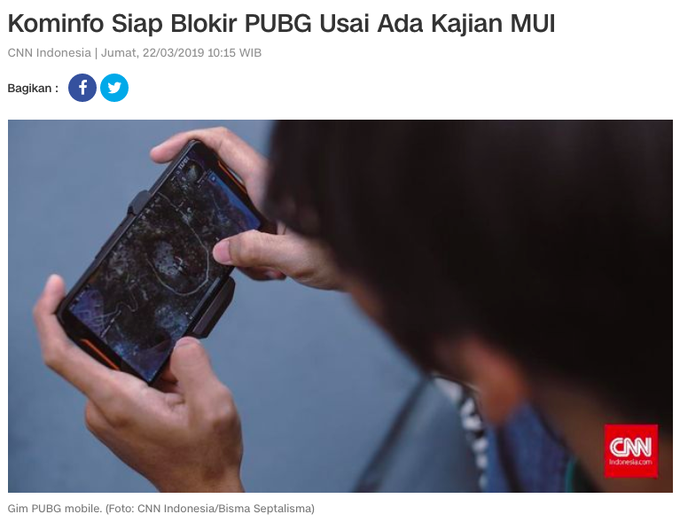 Kominfo Siap Blokir PUBG Usai Ada Kajian MUI
CNN Indonesia | Jumat, 22/03/2019 10:15 WIB
Bagikan :
CNN
Indonesia.com
Gim PUBG mobile. (Foto: CNN Indonesia/Bisma Septalisma)